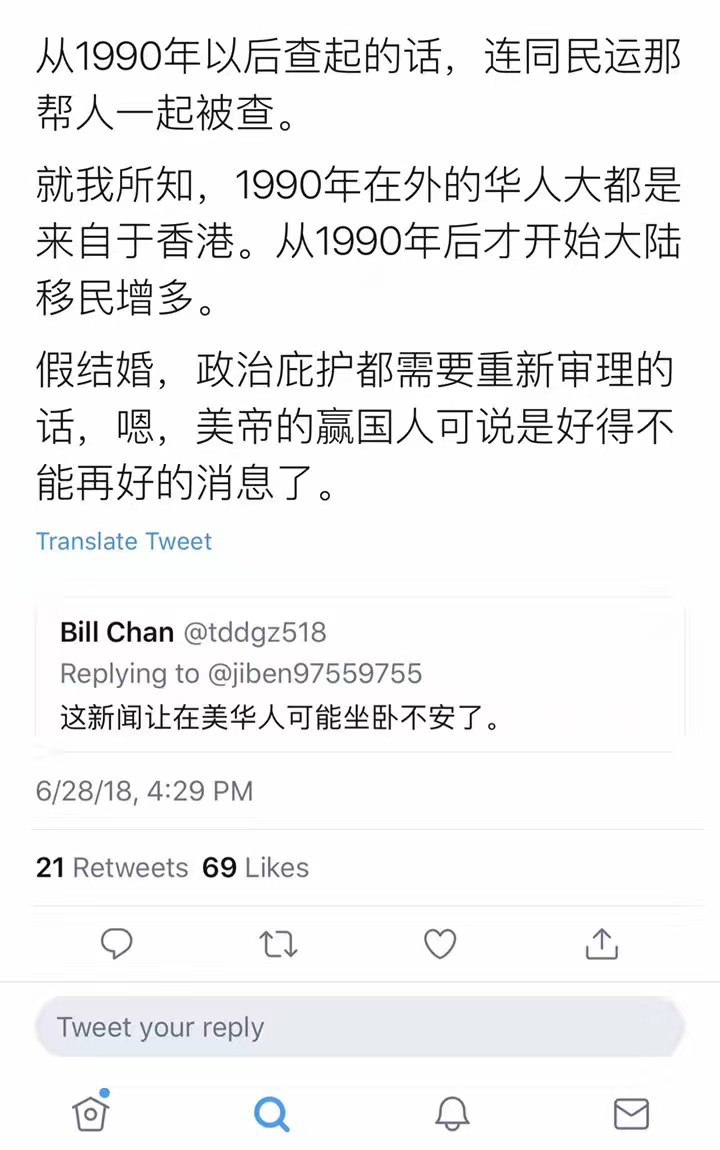 从1990年以后查起的话，连同民运那
帮人一起被查。
就我所知，1990年在外的华人大都是
来自于香港。从1990年后才开始大陆
移民增多。
假结婚，政治庇护都需要重新审理的
话，嗯，美帝的赢国人可说是好得不
能再好的消息了。
Translate Tweet
Bill Chan @tddgz518
Replying to @jiben97559755
这新闻让在美华人可能坐卧不安了。
6/28/18, 4:29 PM
21 Retweets 69 Likes
Tweet your reply